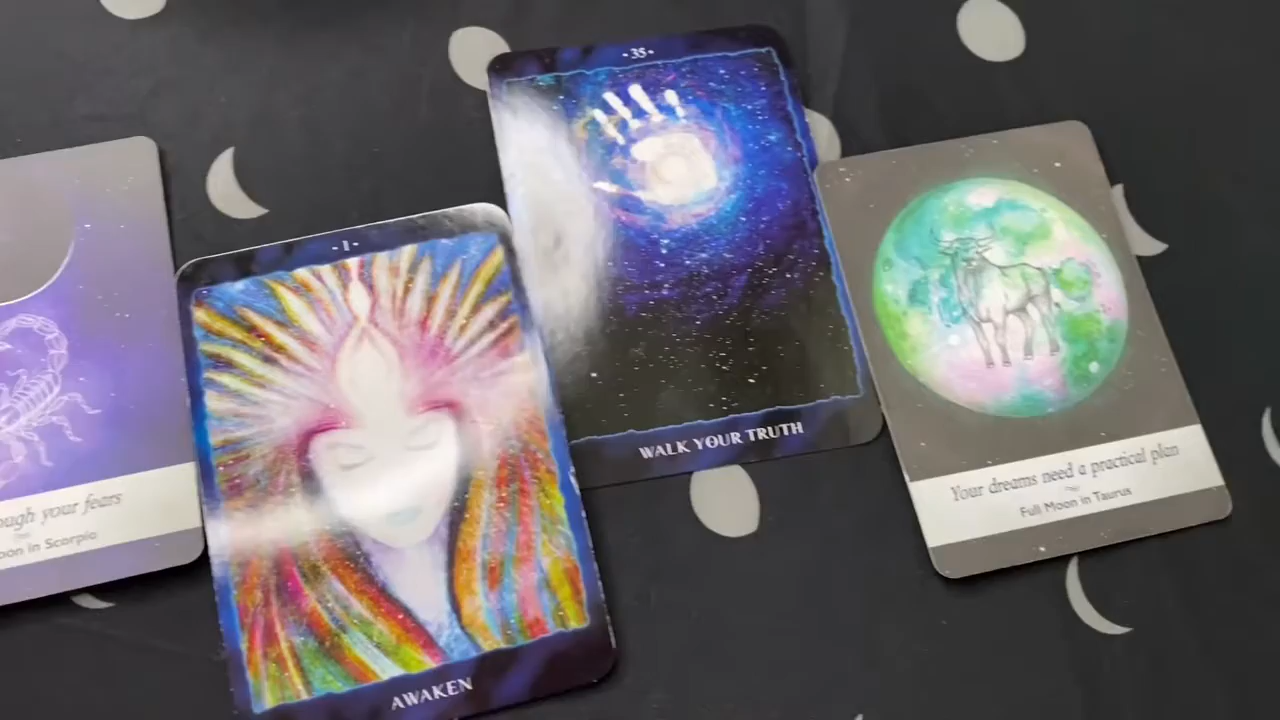 ough your fears
oon in Scorpio
-1-
AWAKEN
·35·
WALK YOUR TRUTH
Your dreams need a practical plan
Full Moon in Taurus